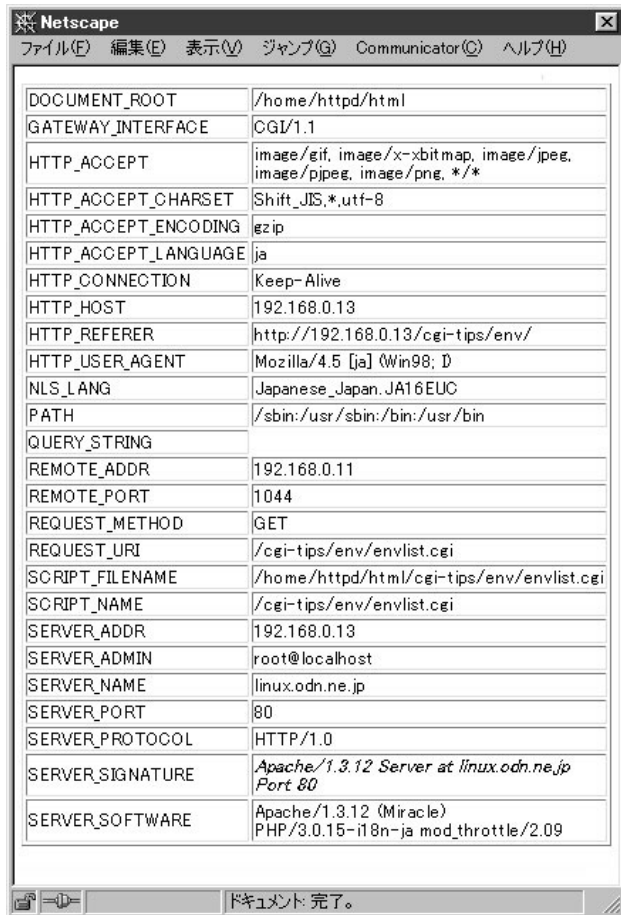 Netscape
ファイル(F) 編集(E) 表示(V) ジャンプ(G) Communicator(C) ヘルプ(H)
DOCUMENT_ROOT /home/httpd/html
GATEWAY_INTERFACE CGI/1.1
HTTP_ACCEPT image/gif, image/x-xbitmap, image/jpeg,
image/pjpeg, image/png, */*
HTTP_ACCEPT_CHARSET Shift_JIS,*,utf-8
HTTP_ACCEPT_ENCODING gzip
HTTP_ACCEPT_LANGUAGE ja
HTTP_CONNECTION Keep-Alive
HTTP_HOST 192.168.0.13
HTTP_REFERER http://192.168.0.13/cgi-tips/env/
HTTP_USER_AGENT Mozilla/4.5 [ja] (Win98; I)
NLS_LANG Japanese_Japan.JA16EUC
PATH /sbin:/usr/sbin:/bin:/usr/bin
QUERY_STRING
REMOTE_ADDR 192.168.0.11
REMOTE_PORT 1044
REQUEST_METHOD GET
REQUEST_URI /cgi-tips/env/envlist.cgi
SCRIPT_FILENAME /home/httpd/html/cgi-tips/env/envlist.cgi
SCRIPT_NAME /cgi-tips/env/envlist.cgi
SERVER_ADDR 192.168.0.13
SERVER_ADMIN root@localhost
SERVER_NAME linux.odn.ne.jp
SERVER_PORT 80
SERVER_PROTOCOL HTTP/1.0
SERVER_SIGNATURE Apache/1.3.12 Server at linux.odn.ne.jp
Port 80
SERVER_SOFTWARE Apache/1.3.12 (Miracle)
PHP/3.0.15-i18n-ja mod_throttle/2.09
ドキュメント: 完了。